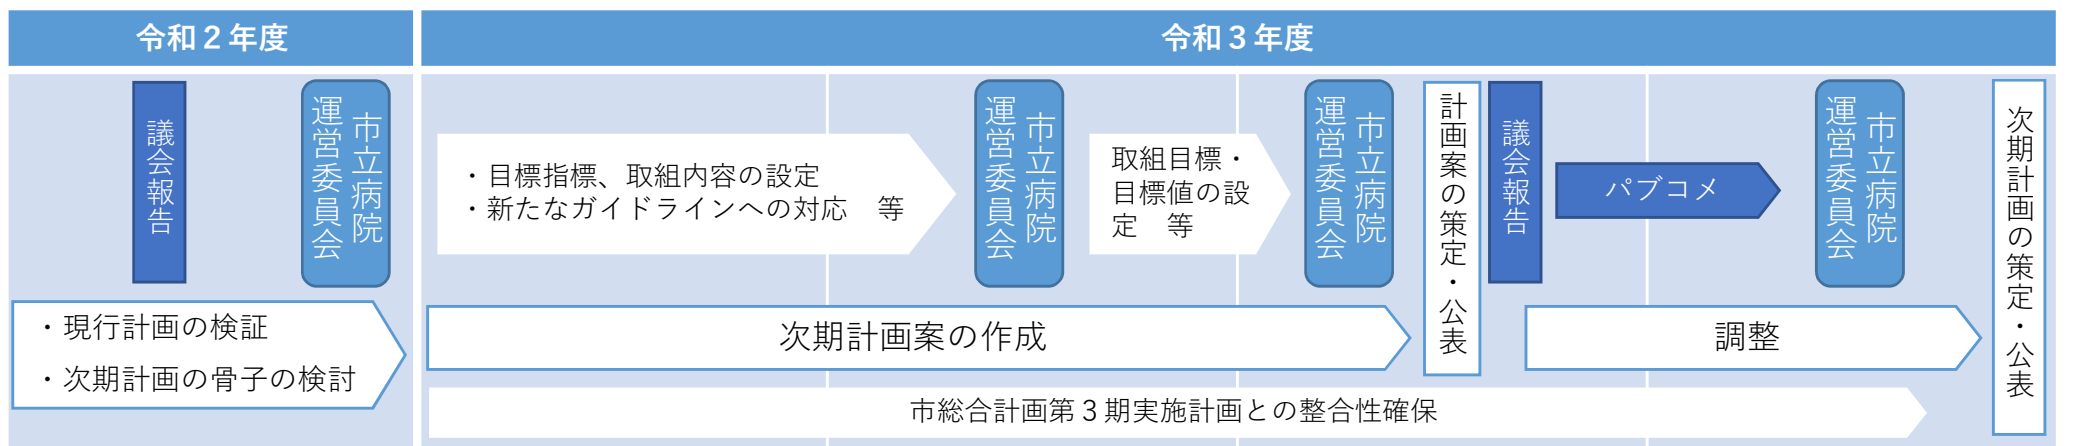 令和２年度
令和３年度
議会報告
市立病院
運営委員会
・現行計画の検証
・次期計画の骨子の検討
・目標指標、取組内容の設定
・新たなガイドラインへの対応　等
市立病院
運営委員会
取組目標・
目標値の設
定　等
市立病院
運営委員会
計画案の策定・公表
議会報告
パブコメ
市立病院
運営委員会
次期計画の策定・公表
次期計画案の作成
調整
市総合計画第３期実施計画との整合性確保